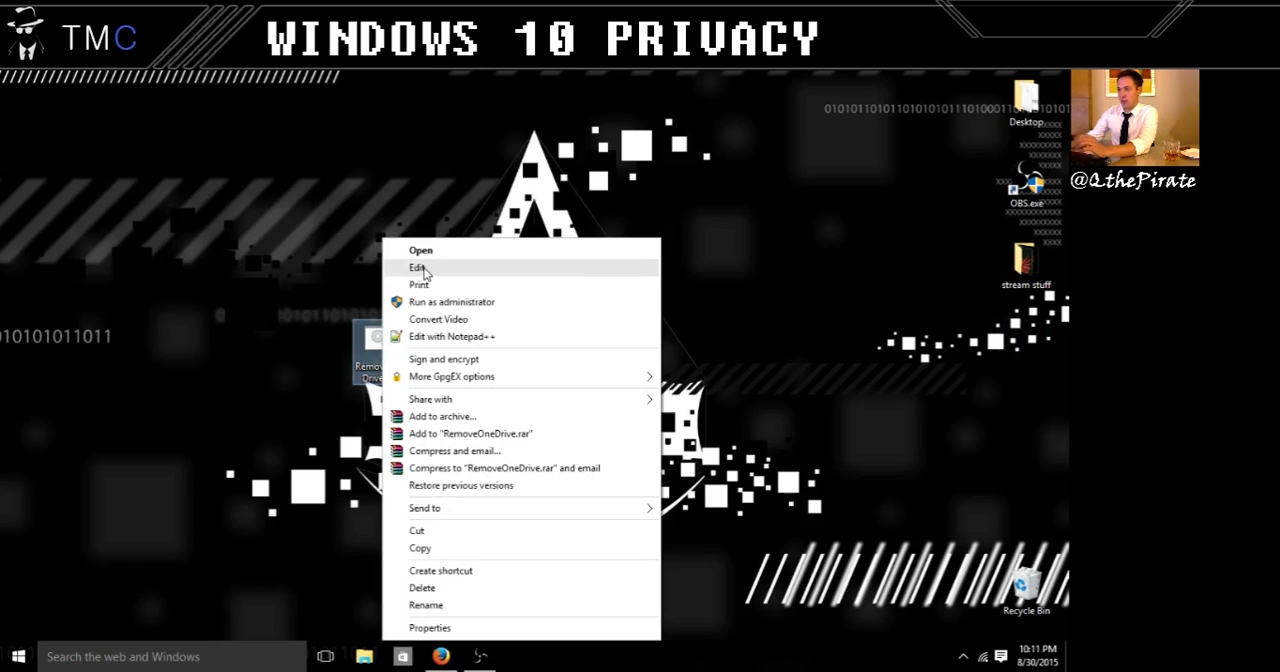 TMC
WINDOWS 10 PRIVACY
@QthePirate
Desktop
OBS.exe
stream stuff
Recycle Bin
Open
Edit
Print
Run as administrator
Convert Video
Edit with Notepad++
Sign and encrypt
More GpgEX options
Share with
Add to archive...
Add to "RemoveOneDrive.rar"
Compress and email...
Compress to "RemoveOneDrive.rar" and email
Restore previous versions
Send to
Cut
Copy
Create shortcut
Delete
Rename
Properties
Search the web and Windows
10:11 PM
8/30/2015